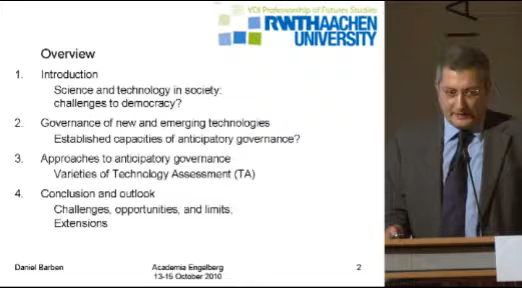 VDI Professorship of Futures Studies
RWTHAACHEN
UNIVERSITY
Overview
1. Introduction
Science and technology in society:
challenges to democracy?
2. Governance of new and emerging technologies
Established capacities of anticipatory governance?
3. Approaches to anticipatory governance
Varieties of Technology Assessment (TA)
4. Conclusion and outlook
Challenges, opportunities, and limits;
Extensions
Daniel Barben
Academia Engelberg
2
13-15 October 2010